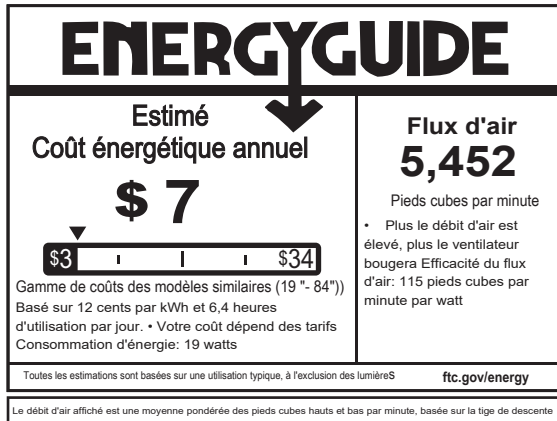 ENERGYGUIDE
Estimé
Coût énergétique annuel
$ 7
$3 $34
Gamme de coûts des modèles similaires (19 "- 84"))
Basé sur 12 cents par kWh et 6,4 heures
d'utilisation par jour. • Votre coût dépend des tarifs
Consommation d'énergie: 19 watts
Flux d'air
5,452
Pieds cubes par minute
• Plus le débit d'air est
élevé, plus le ventilateur
bougera Efficacité du flux
d'air: 115 pieds cubes par
minute par watt
Toutes les estimations sont basées sur une utilisation typique, à l'exclusion des lumièreS
ftc.gov/energy
Le débit d'air affiché est une moyenne pondérée des pieds cubes hauts et bas par minute, basée sur la tige de descente